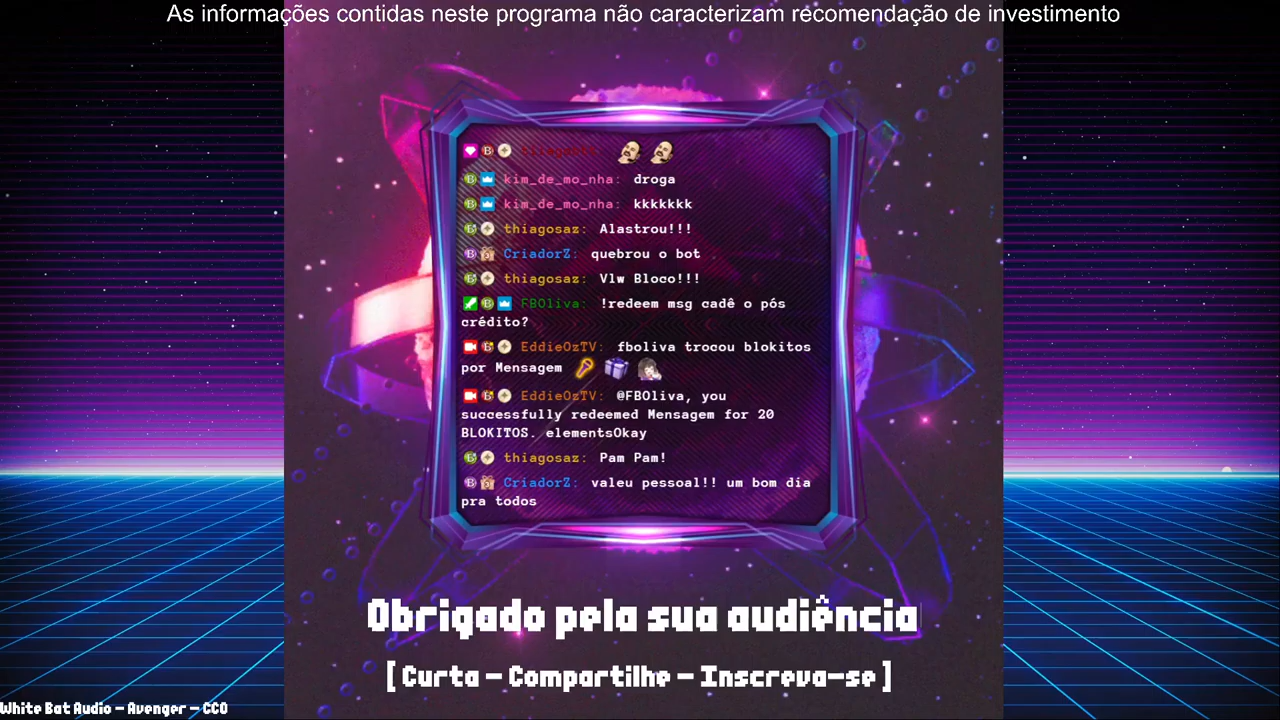 As informações contidas neste programa não caracterizam recomendação de investimento
kim_de_mo_nha: droga
kim_de_mo_nha: kkkkkkk
thiagosaz: Alastrou!!!
CriadorZ: quebrou o bot
thiagosaz: Vlw Bloco!!!
FBOliva: !redeem msg cadê o pós
crédito?
EddieOzTV: fboliva trocou blokitos
por Mensagem
EddieOzTV: @FBOliva, you
successfully redeemed Mensagem for 20
BLOKITOS. elementsOkay
thiagosaz: Pam Pam!
CriadorZ: valeu pessoal!! um bom dia
pra todos
Obrigado pela sua audiência
[ Curta - Compartilhe - Inscreva-se ]
White Bat Audio - Avenger - CC0